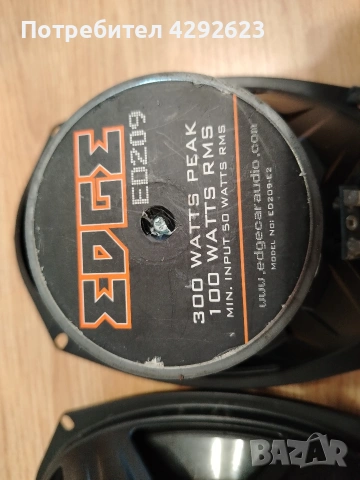 Потребител 4292623
EDGE
ED209
300 WATTS PEAK
100 WATTS RMS
MIN. INPUT 50 WATTS RMS
www.edgecaraudio.com
MODEL NO: ED209-E2
BAZAR